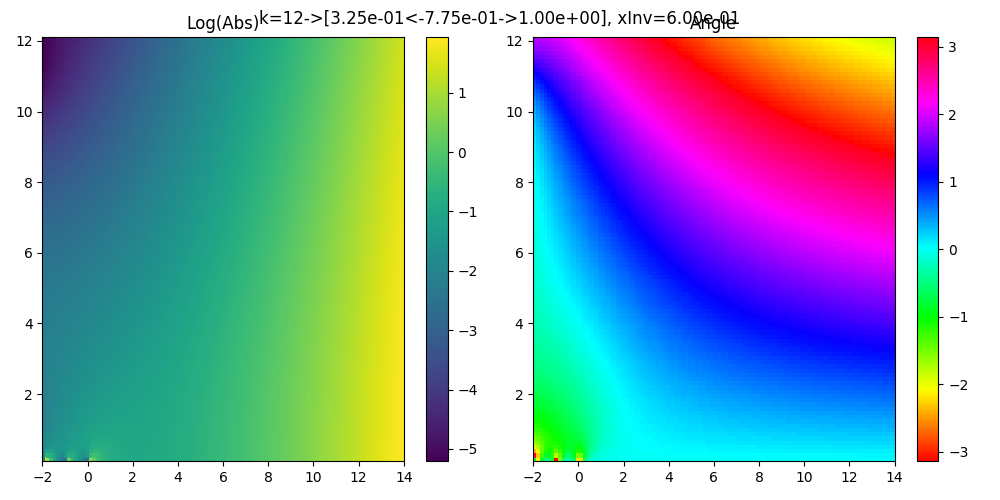 k=12->[3.25e-01<-7.75e-01->1.00e+00], xInv=6.00e-01
Log(Abs) Angle
12 12 3
10 1 10 2
8 0 8 1
−1
6 6 0
−2
4 −3 4 −1
2 −4 2 −2
−5 −3
−2 0 2 4 6 8 10 12 14 −2 0 2 4 6 8 10 12 14